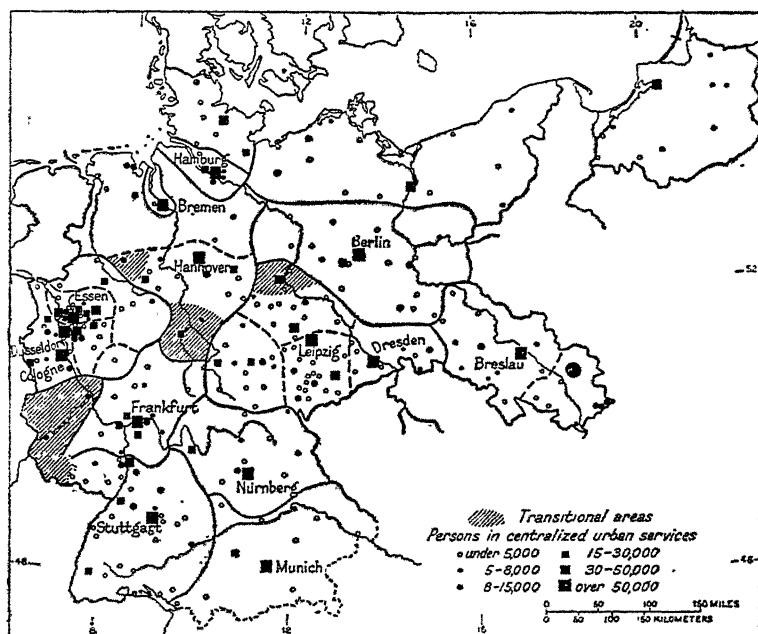 12
16
20
Hamburg
Bremen
Berlin
Hannover
52
Essen
Düsseldorf
Cologne
Leipzig
Dresden
Breslau
Frankfurt
Nürnberg
Stuttgart
Munich
Transitional areas
Persons in centralized urban services
under 5,000 15-30,000
5-8,000 30-50,000
8-15,000 over 50,000
48
48
0 50 100 150 MILES
0 50 100 150 KILOMETERS
8
12
16